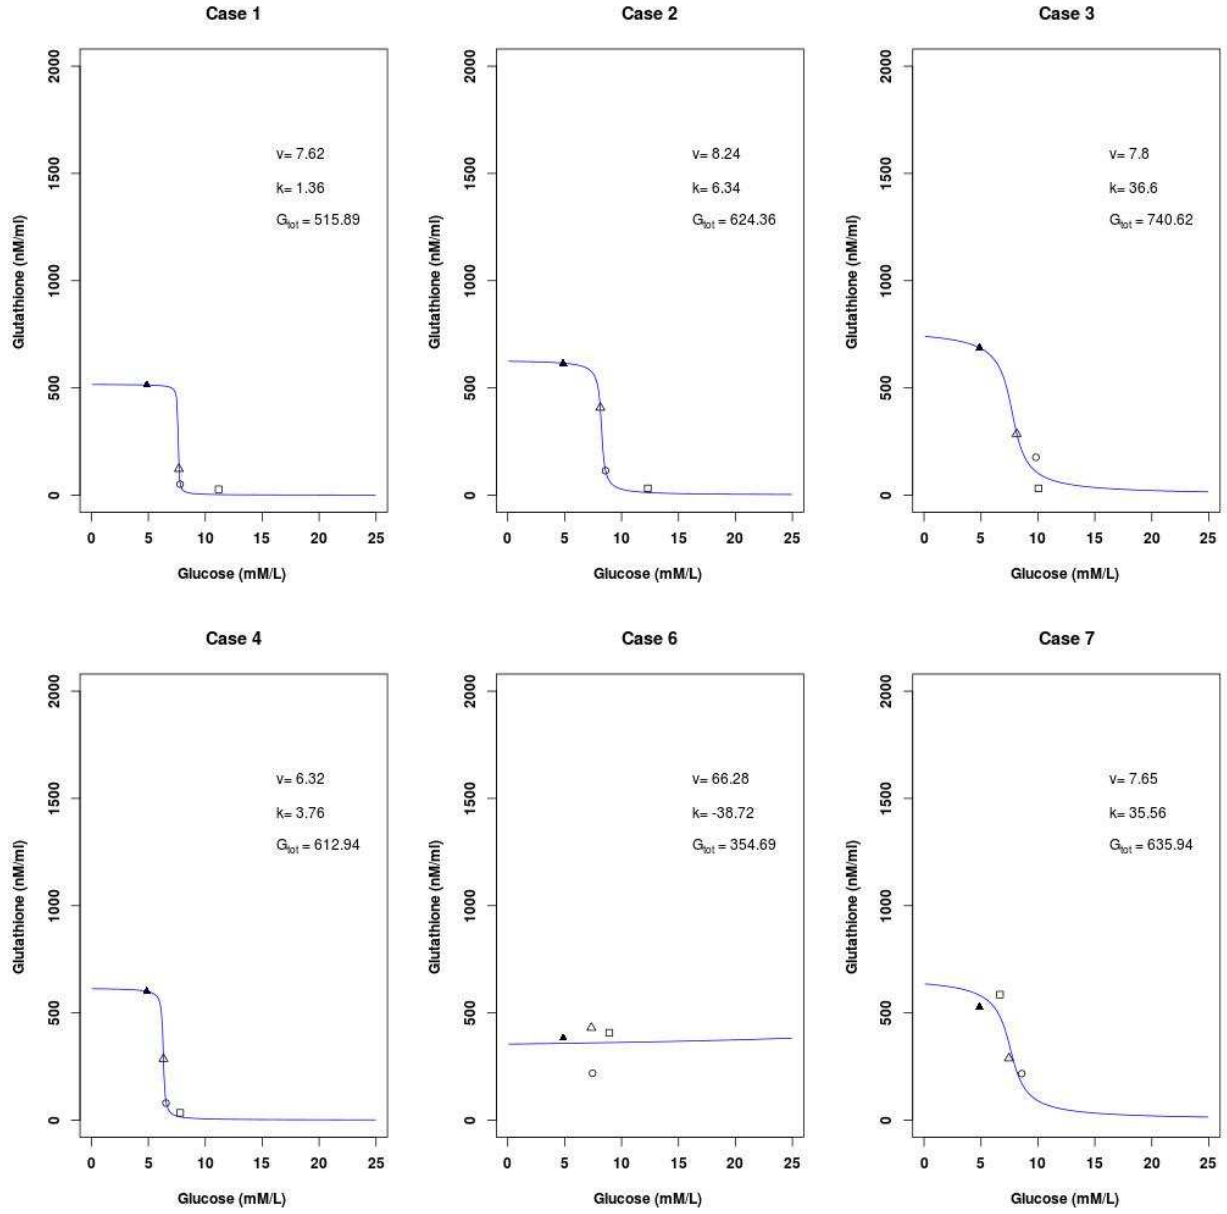 Case 1
Case 2
Case 3
Glutathione (nM/ml)
2000
1500
1000
500
0
v= 7.62
k= 1.36
Gtot = 515.89
0 5 10 15 20 25
Glucose (mM/L)
Glutathione (nM/ml)
2000
1500
1000
500
0
v= 8.24
k= 6.34
Gtot = 624.36
0 5 10 15 20 25
Glucose (mM/L)
Glutathione (nM/ml)
2000
1500
1000
500
0
v= 7.8
k= 36.6
Gtot = 740.62
0 5 10 15 20 25
Glucose (mM/L)
Case 4
Case 6
Case 7
Glutathione (nM/ml)
2000
1500
1000
500
0
v= 6.32
k= 3.76
Gtot = 612.94
0 5 10 15 20 25
Glucose (mM/L)
Glutathione (nM/ml)
2000
1500
1000
500
0
v= 66.28
k= -38.72
Gtot = 354.69
0 5 10 15 20 25
Glucose (mM/L)
Glutathione (nM/ml)
2000
1500
1000
500
0
v= 7.65
k= 35.56
Gtot = 635.94
0 5 10 15 20 25
Glucose (mM/L)